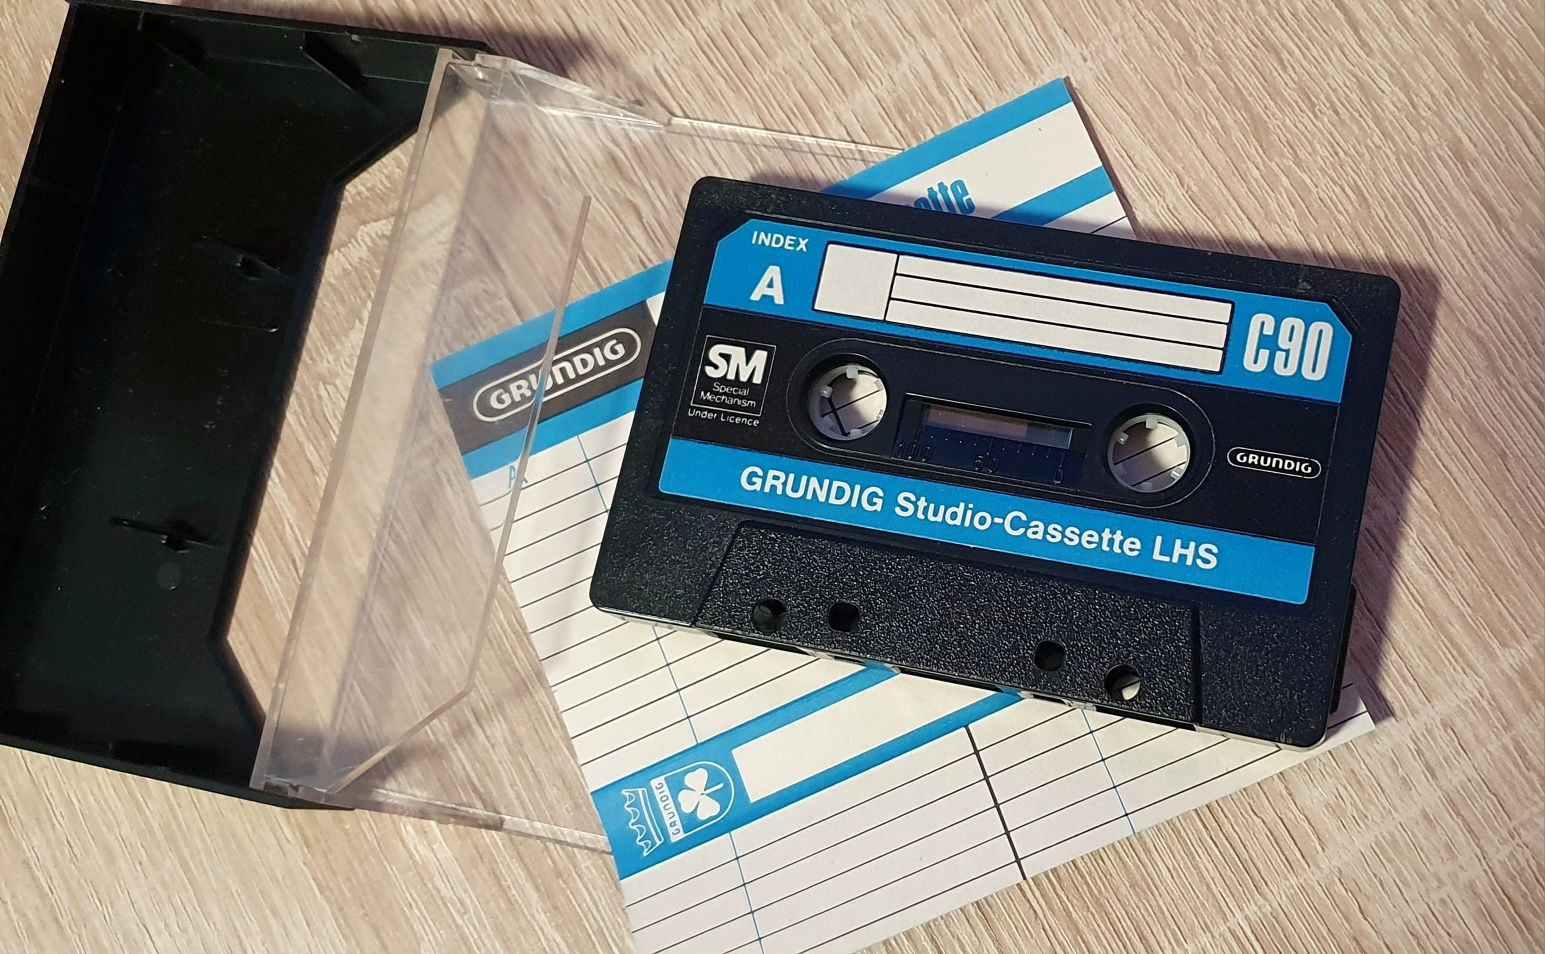 ette
GRUNDIG
A
INDEX
A
C90
SM
Special
Mechanism
Under Licence
GRUNDIG
GRUNDIG Studio-Cassette LHS
GRUNDIG